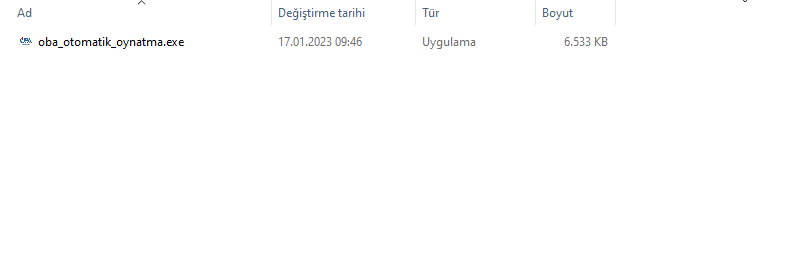 Ad Değiştirme tarihi Tür Boyut
oba_otomatik_oynatma.exe 17.01.2023 09:46 Uygulama 6.533 KB